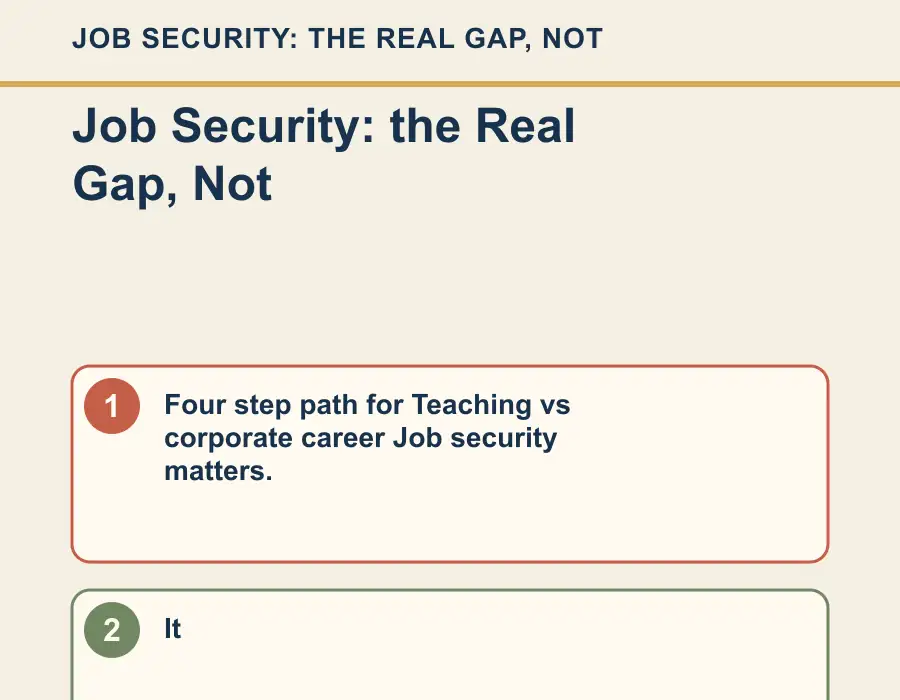 JOB SECURITY: THE REAL GAP, NOT
Job Security: the Real
Gap, Not
1
Four step path for Teaching vs
corporate career Job security
matters.
2
It